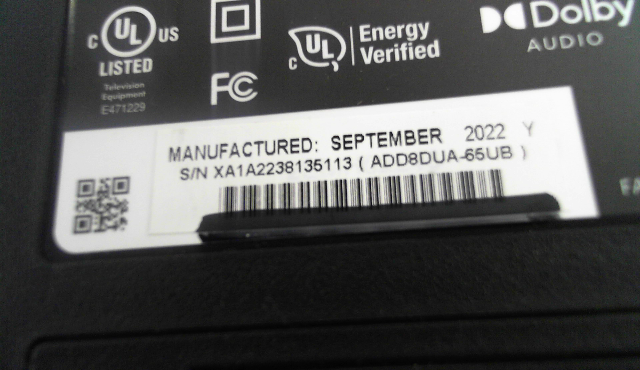 C UL US
LISTED
Television
Equipment
E471229
FC
C UL
Energy
Verified
Dolby
AUDIO
MANUFACTURED: SEPTEMBER 2022 Y
S/N XA1A2238135113 ( ADD8DUA-65UB )